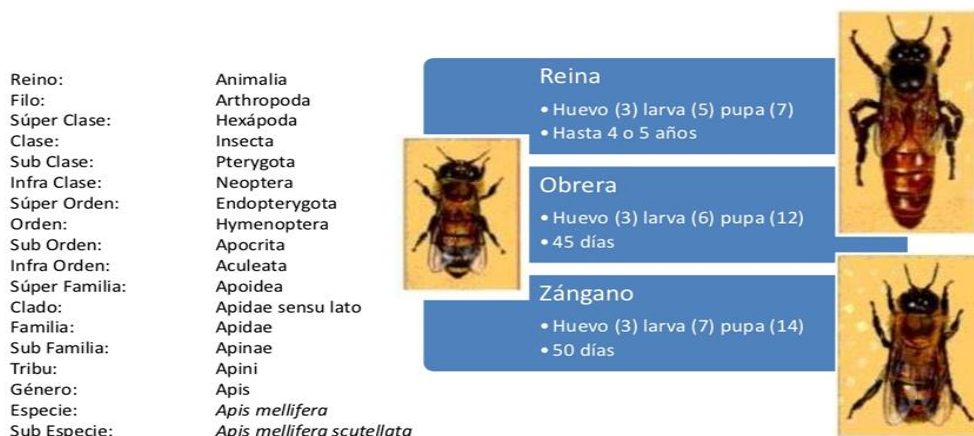 Reino: Animalia
Filo: Arthropoda
Súper Clase: Hexápoda
Clase: Insecta
Sub Clase: Pterygota
Infra Clase: Neoptera
Súper Orden: Endopterygota
Orden: Hymenoptera
Sub Orden: Apocrita
Infra Orden: Aculeata
Súper Familia: Apoidea
Clado: Apidae sensu lato
Familia: Apidae
Sub Familia: Apinae
Tribu: Apini
Género: Apis
Especie: Apis mellifera
Sub Especie: Apis mellifera scutellata
Reina
• Huevo (3) larva (5) pupa (7)
• Hasta 4 o 5 años
Obrera
• Huevo (3) larva (6) pupa (12)
• 45 días
Zángano
• Huevo (3) larva (7) pupa (14)
• 50 días